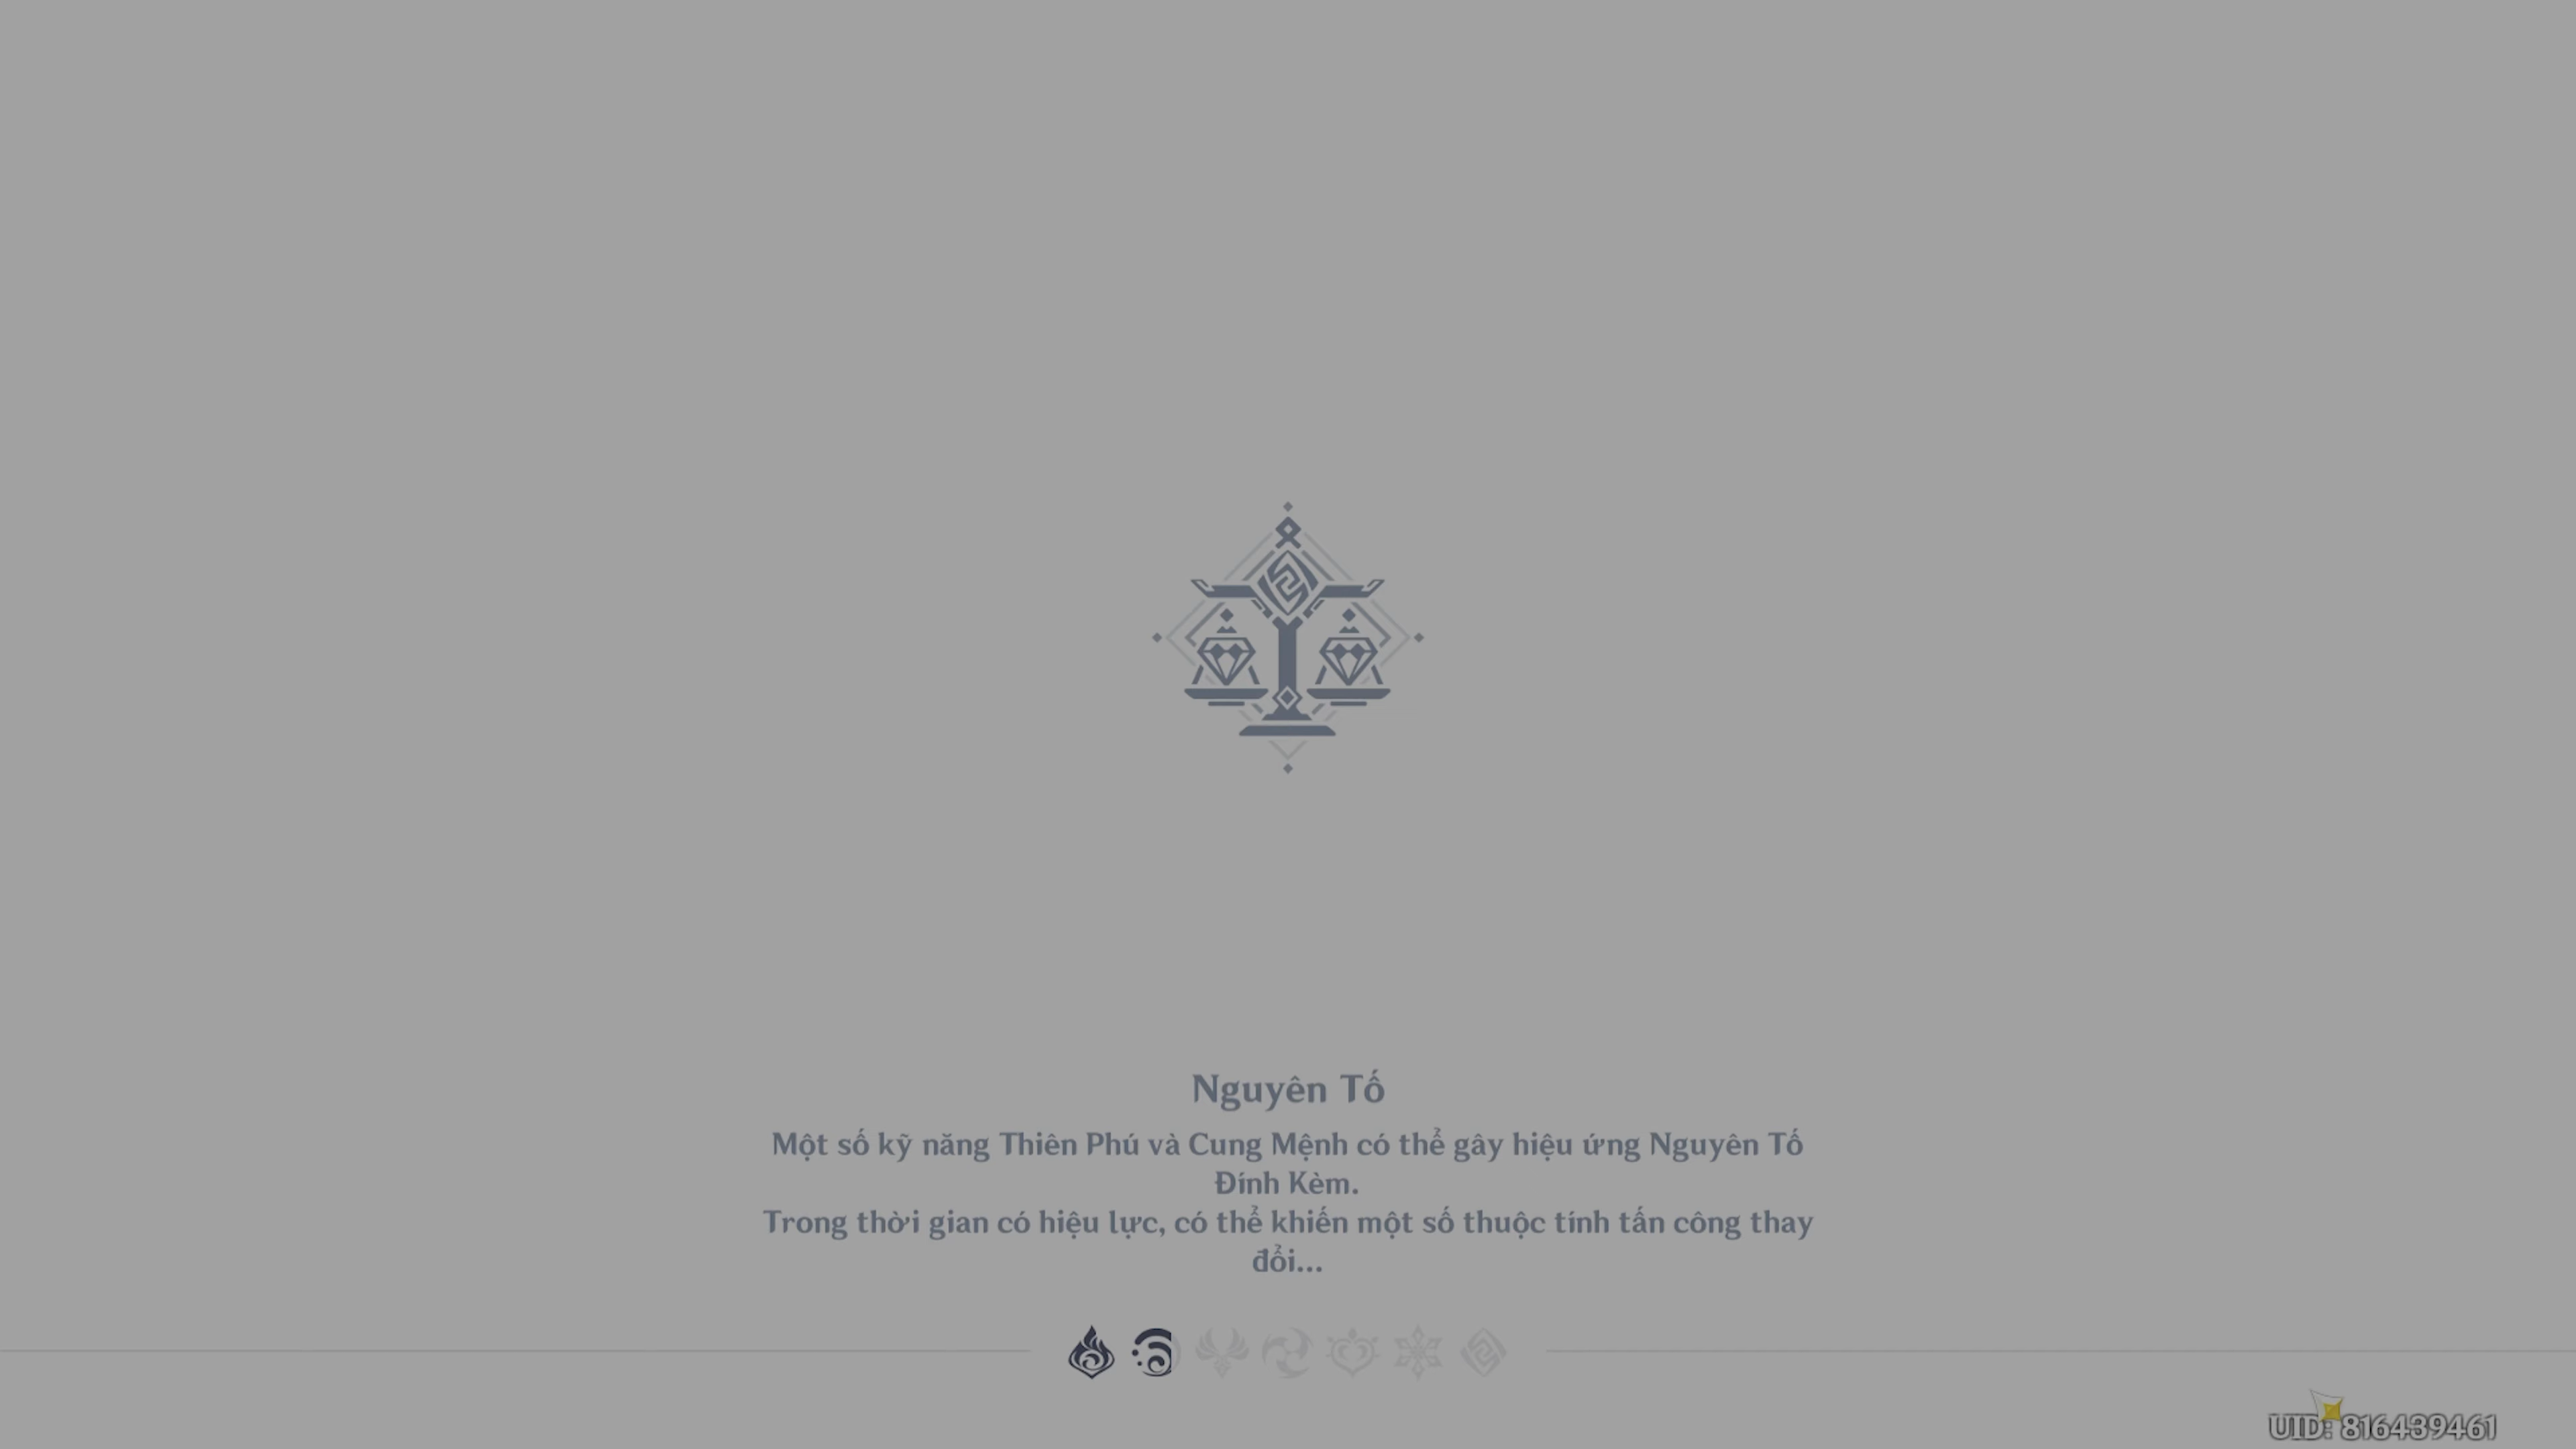 Nguyên Tố
Một số kỹ năng Thiên Phú và Cung Mệnh có thể gây hiệu ứng Nguyên Tố
Đính Kèm.
Trong thời gian có hiệu lực, có thể khiến một số thuộc tính tấn công thay
đổi...
UID: 816439461